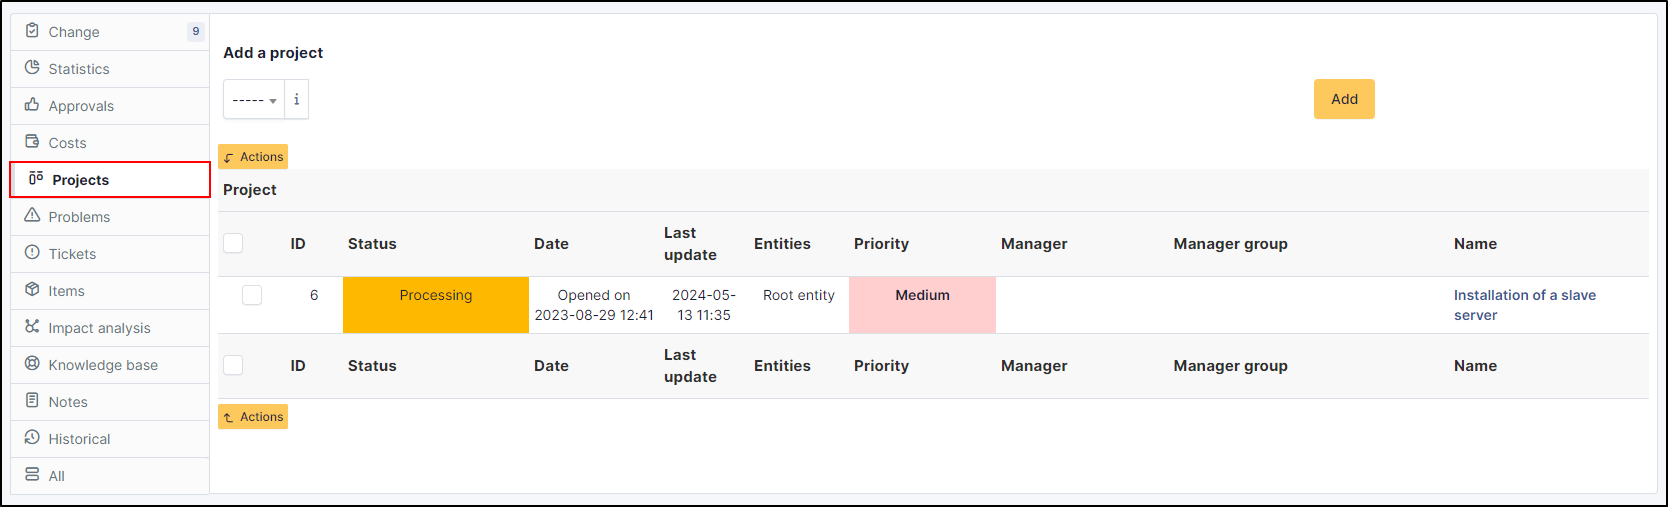 Change 9
Statistics
Approvals
Costs
Projects
Problems
Tickets
Items
Impact analysis
Knowledge base
Notes
Historical
All
Add a project
----- i
Add
Actions
Project
ID Status Date Last update Entities Priority Manager Manager group Name
6 Processing Opened on 2023-08-29 12:41 2024-05-13 11:35 Root entity Medium Installation of a slave server
ID Status Date Last update Entities Priority Manager Manager group Name
Actions